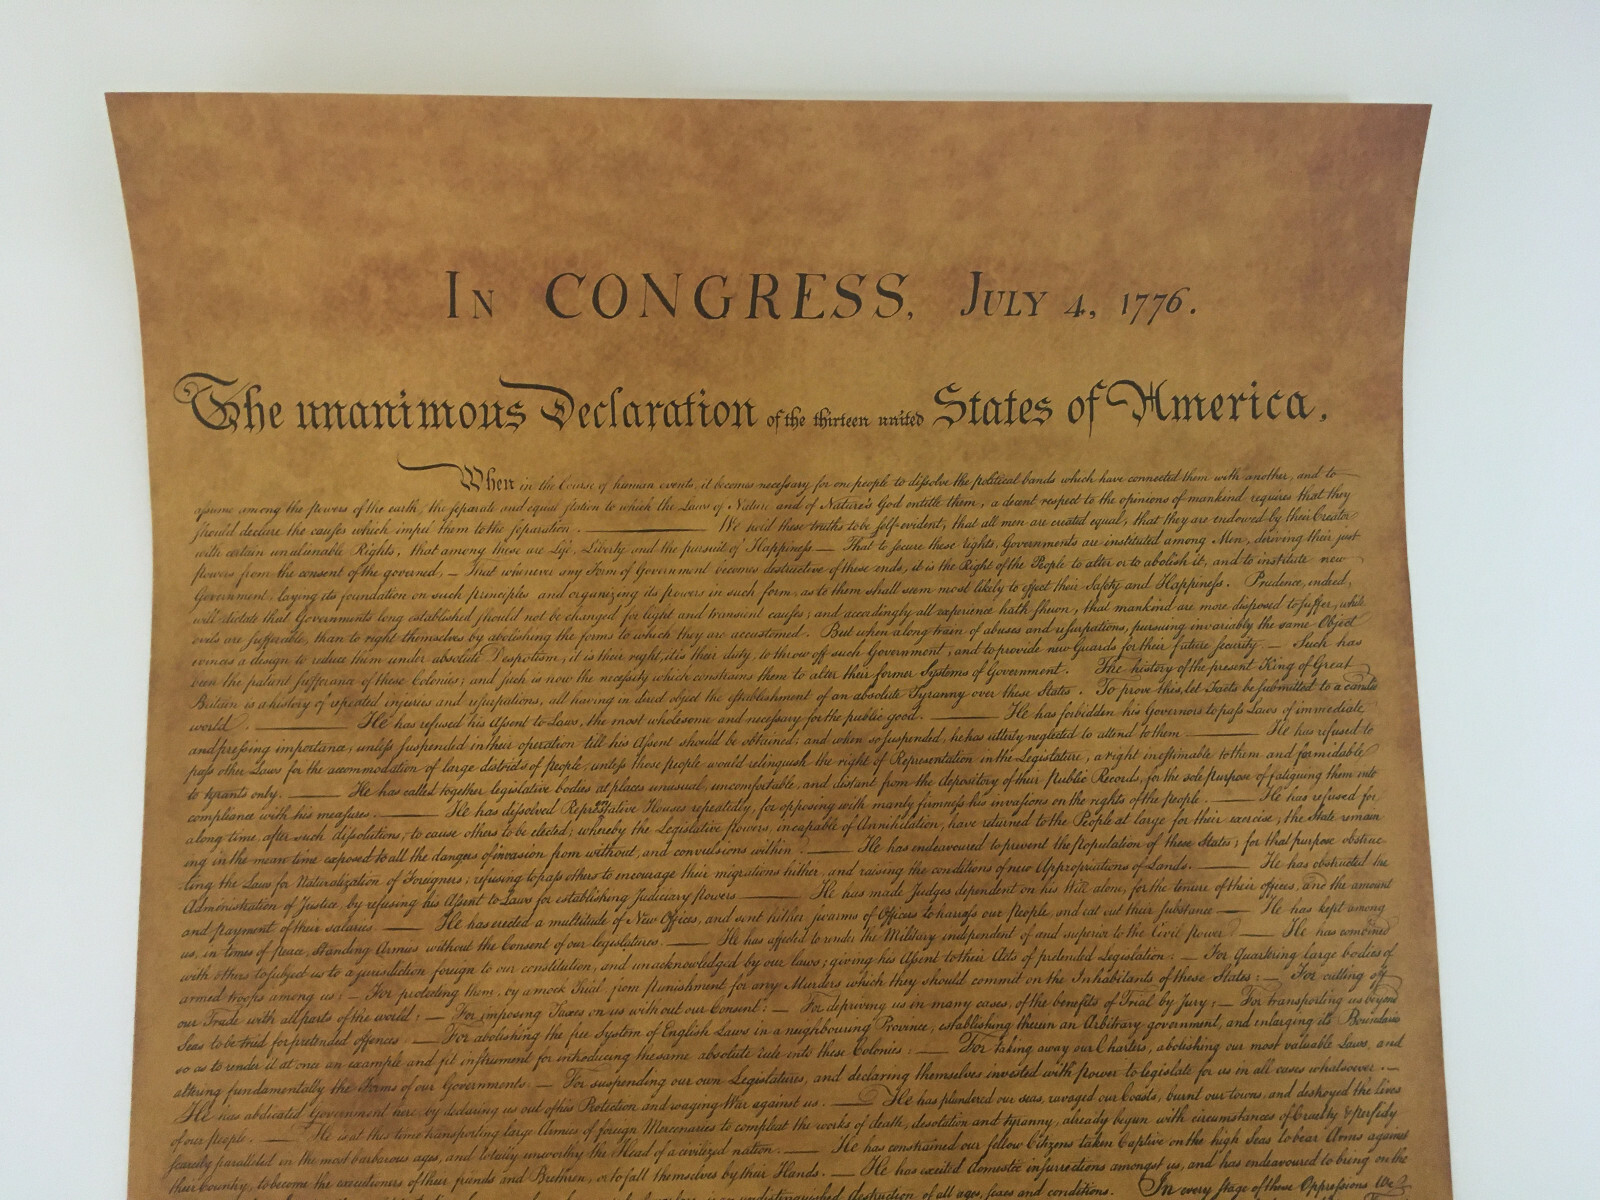 IN CONGRESS, JULY 4, 1776.
The unanimous Declaration of the thirteen united States of America,
When in the Course of human events, it becomes necessary for one people to dissolve the political bands which have connected them with another, and to
assume among the powers of the earth, the separate and equal station to which the Laws of Nature and of Nature's God entitle them, a decent respect to the opinions of mankind requires that they
should declare the causes which impel them to the separation. ——— We hold these truths to be self-evident, that all men are created equal, that they are endowed by their Creator
with certain unalienable Rights, that among these are Life, Liberty and the pursuit of Happiness — That to secure these rights, Governments are instituted among Men, deriving their just
powers from the consent of the governed, — That whenever any Form of Government becomes destructive of these ends, it is the Right of the People to alter or to abolish it, and to institute new
Government, laying its foundation on such principles and organizing its powers in such form, as to them shall seem most likely to effect their Safety and Happiness. Prudence, indeed,
will dictate that Governments long established should not be changed for light and transient causes; and accordingly all experience hath shewn, that mankind are more disposed to suffer, while
evils are sufferable, than to right themselves by abolishing the forms to which they are accustomed. But when a long train of abuses and usurpations, pursuing invariably the same Object
evinces a design to reduce them under absolute Despotism, it is their right, it is their duty, to throw off such Government, and to provide new Guards for their future security. — Such has
been the patient sufferance of these Colonies; and such is now the necessity which constrains them to alter their former Systems of Government. The history of the present King of Great
Britain is a history of repeated injuries and usurpations, all having in direct object the establishment of an absolute Tyranny over these States. To prove this, let Facts be submitted to a candid
world. ——— He has refused his Assent to Laws, the most wholesome and necessary for the public good. ——— He has forbidden his Governors to pass Laws of immediate
and pressing importance, unless suspended in their operation till his Assent should be obtained; and when so suspended, he has utterly neglected to attend to them ——— He has refused to
pass other Laws for the accommodation of large districts of people, unless those people would relinquish the right of Representation in the Legislature, a right inestimable to them and formidable
to tyrants only. ——— He has called together legislative bodies at places unusual, uncomfortable, and distant from the depository of their Public Records, for the sole purpose of fatiguing them into
compliance with his measures. ——— He has dissolved Representative Houses repeatedly, for opposing with manly firmness his invasions on the rights of the people. ——— He has refused for
a long time, after such dissolutions, to cause others to be elected; whereby the Legislative powers, incapable of Annihilation, have returned to the People at large for their exercise; the State remain
ing in the mean time exposed to all the dangers of invasion from without, and convulsions within. ——— He has endeavoured to prevent the population of these States; for that purpose obstruc
ting the Laws for Naturalization of Foreigners; refusing to pass others to encourage their migrations hither, and raising the conditions of new Appropriations of Lands. ——— He has obstructed the
Administration of Justice, by refusing his Assent to Laws for establishing Judiciary powers ——— He has made Judges dependent on his Will alone, for the tenure of their offices, and the amount
and payment of their salaries. ——— He has erected a multitude of New Offices, and sent hither swarms of Officers to harrass our People, and eat out their substance ——— He has kept among
us, in times of peace, Standing Armies without the Consent of our legislatures. ——— He has affected to render the Military independent of and superior to the Civil power. ——— He has combined
with others to subject us to a jurisdiction foreign to our constitution, and unacknowledged by our laws; giving his Assent to their Acts of pretended Legislation: — For Quartering large bodies of
armed troops among us: — For protecting them, by a mock Trial, from punishment for any Murders which they should commit on the Inhabitants of these States: — For cutting off
our Trade with all parts of the world: — For imposing Taxes on us without our Consent: — For depriving us in many cases, of the benefits of Trial by Jury: — For transporting us beyond
Seas to be tried for pretended offences: — For abolishing the free System of English Laws in a neighbouring Province, establishing therein an Arbitrary government, and enlarging its Boundaries
so as to render it at once an example and fit instrument for introducing the same absolute rule into these Colonies: — For taking away our Charters, abolishing our most valuable Laws, and
altering fundamentally the Forms of our Governments: — For suspending our own Legislatures, and declaring themselves invested with power to legislate for us in all cases whatsoever. —
He has abdicated Government here, by declaring us out of his Protection and waging War against us. — He has plundered our seas, ravaged our Coasts, burnt our towns, and destroyed the lives
of our people. — He is at this time transporting large Armies of foreign Mercenaries to compleat the works of death, desolation and tyranny, already begun with circumstances of Cruelty & perfidy
scarcely paralleled in the most barbarous ages, and totally unworthy the Head of a civilized nation. — He has constrained our fellow Citizens taken Captive on the high Seas to bear Arms against
their Country, to become the executioners of their friends and Brethren, or to fall themselves by their Hands. — He has excited domestic insurrections amongst us, and has endeavoured to bring on the
undistinguished destruction of all ages, sexes and conditions. In every stage of these Oppressions We